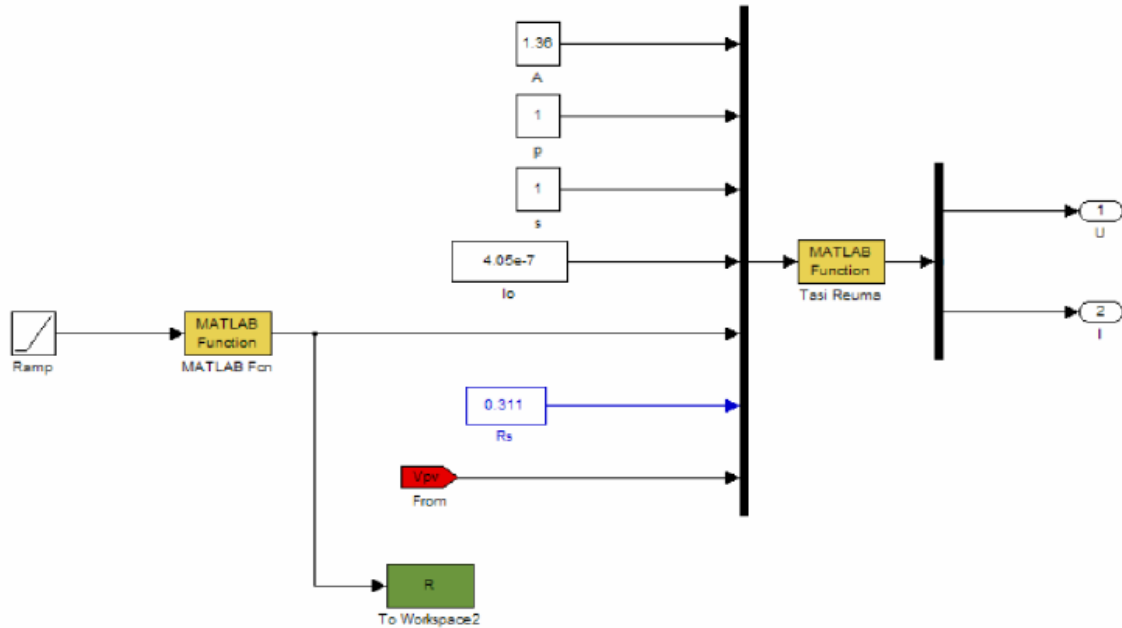 1.36
A
1
p
1
s
4.05e-7
Io
MATLAB
Function
Tasi Reuma
1
U
2
I
Ramp
MATLAB
Function
MATLAB Fcn
0.311
Rs
Vpv
From
R
To Workspace2